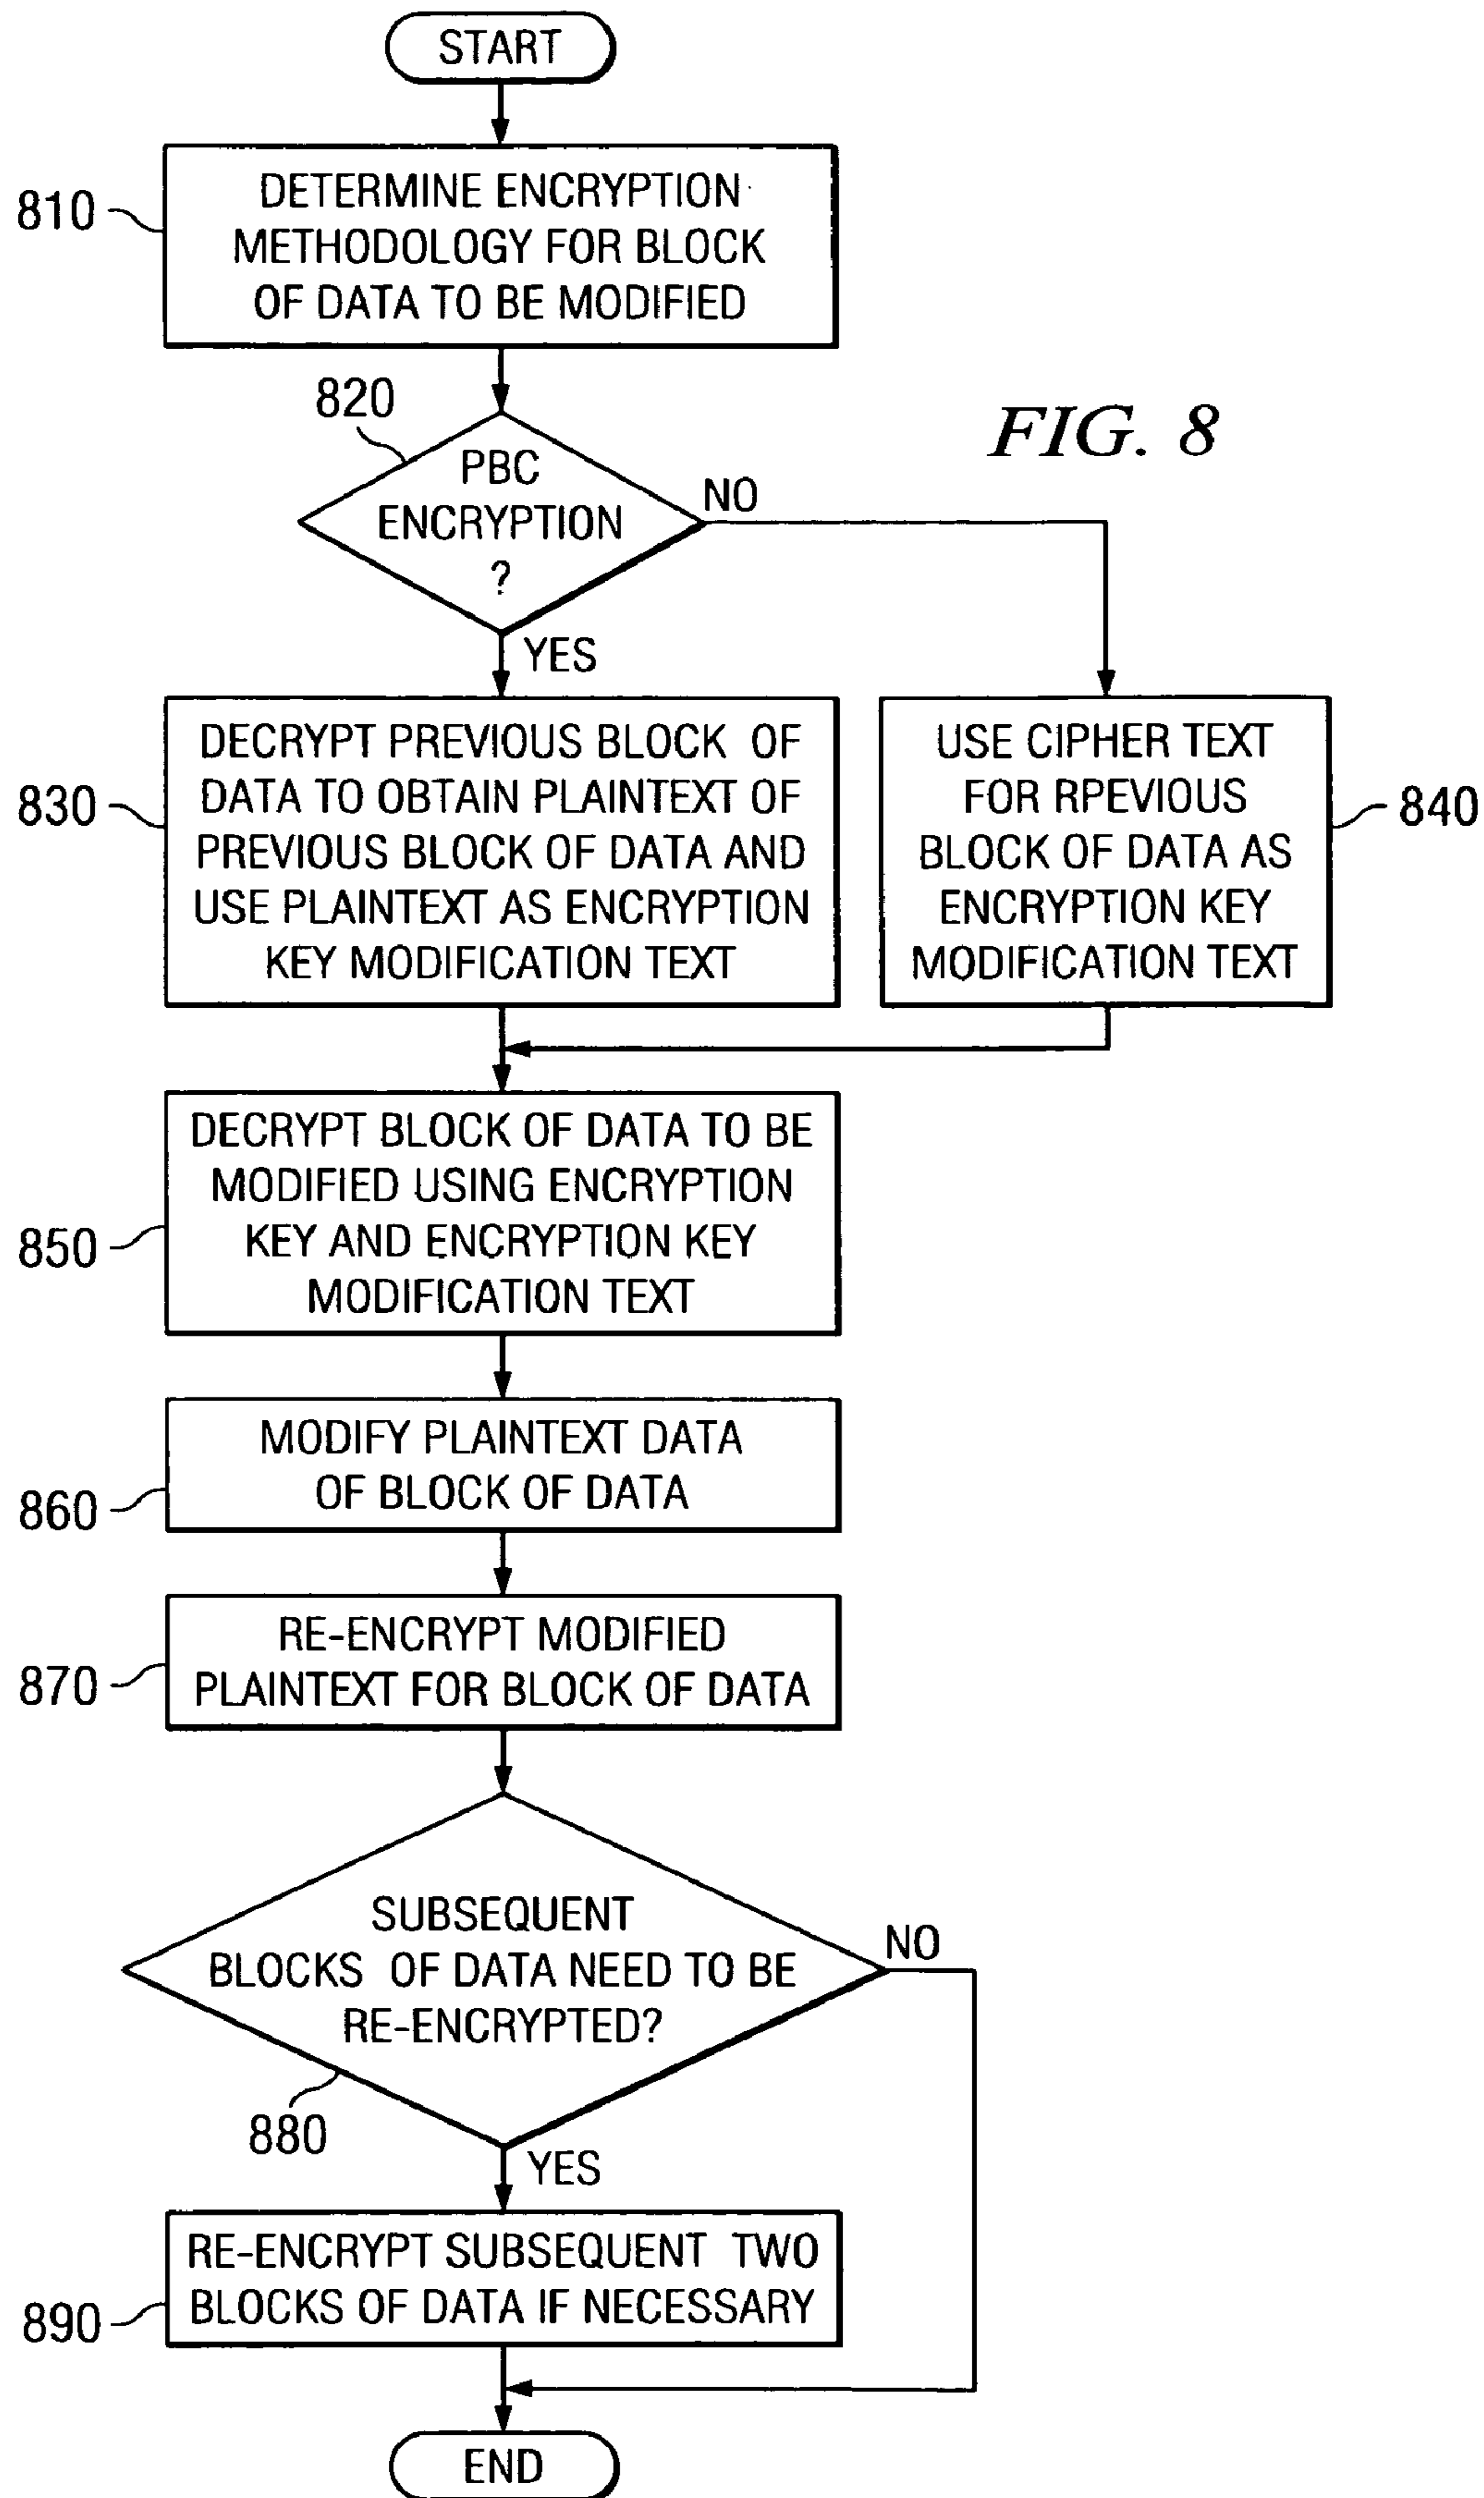 START
810
DETERMINE ENCRYPTION
METHODOLOGY FOR BLOCK
OF DATA TO BE MODIFIED
820
FIG. 8
PBC
ENCRYPTION
?
NO
YES
830
DECRYPT PREVIOUS BLOCK OF
DATA TO OBTAIN PLAINTEXT OF
PREVIOUS BLOCK OF DATA AND
USE PLAINTEXT AS ENCRYPTION
KEY MODIFICATION TEXT
USE CIPHER TEXT
FOR RPEVIOUS
BLOCK OF DATA AS
ENCRYPTION KEY
MODIFICATION TEXT
840
850
DECRYPT BLOCK OF DATA TO BE
MODIFIED USING ENCRYPTION
KEY AND ENCRYPTION KEY
MODIFICATION TEXT
860
MODIFY PLAINTEXT DATA
OF BLOCK OF DATA
870
RE-ENCRYPT MODIFIED
PLAINTEXT FOR BLOCK OF DATA
SUBSEQUENT
BLOCKS OF DATA NEED TO BE
RE-ENCRYPTED?
NO
880
YES
890
RE-ENCRYPT SUBSEQUENT TWO
BLOCKS OF DATA IF NECESSARY
END